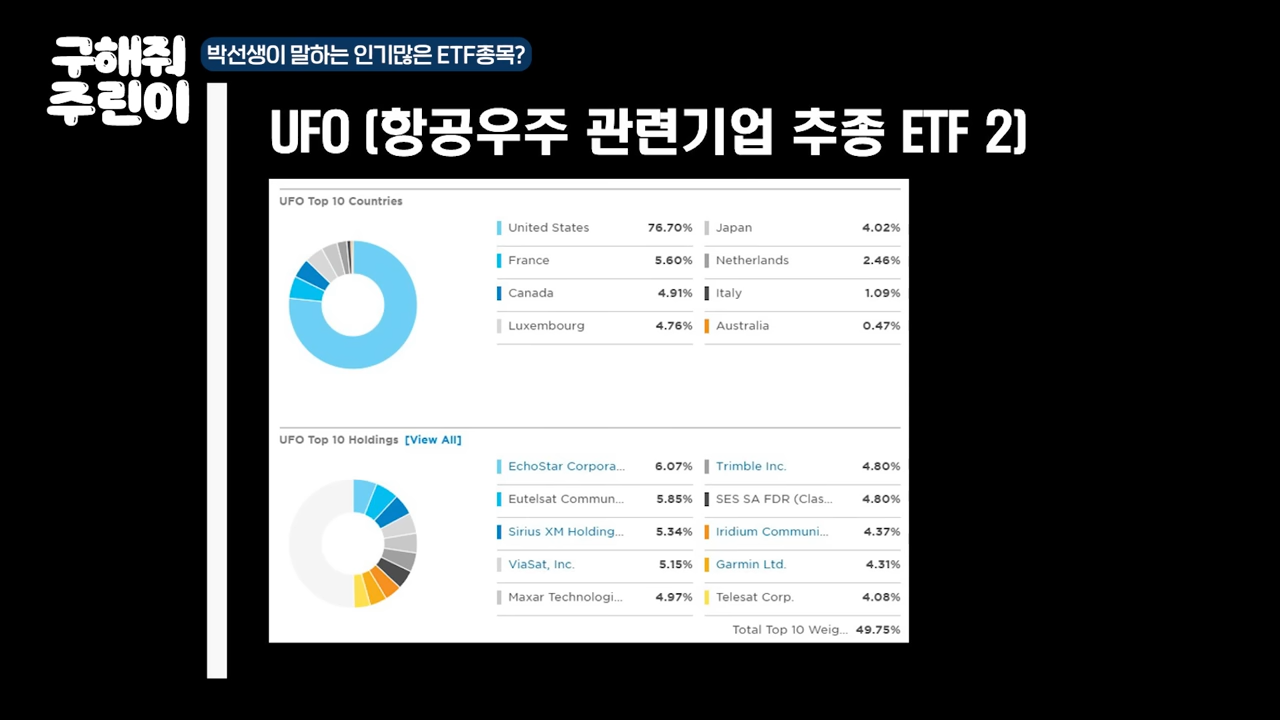 구해줘
주린이
박선생이 말하는 인기많은 ETF종목?
UFO (항공우주 관련기업 추종 ETF 2)
UFO Top 10 Countries
United States 76.70% Japan 4.02%
France 5.60% Netherlands 2.46%
Canada 4.91% Italy 1.09%
Luxembourg 4.76% Australia 0.47%
UFO Top 10 Holdings [View All]
EchoStar Corpora... 6.07% Trimble Inc. 4.80%
Eutelsat Commun... 5.85% SES SA FDR (Clas... 4.80%
Sirius XM Holding... 5.34% Iridium Communi... 4.37%
ViaSat, Inc. 5.15% Garmin Ltd. 4.31%
Maxar Technologi... 4.97% Telesat Corp. 4.08%
Total Top 10 Weig... 49.75%